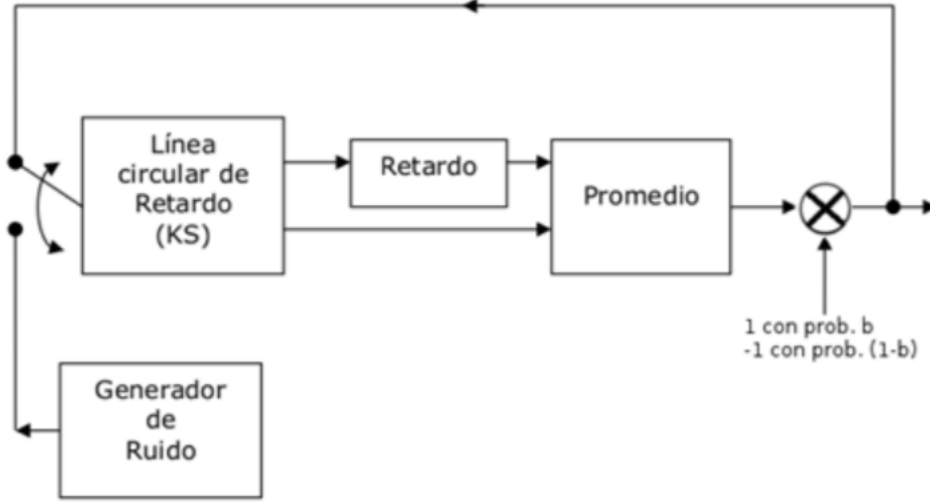 Línea
circular de
Retardo
(KS)
Retardo
Promedio
1 con prob. b
-1 con prob. (1-b)
Generador
de
Ruido